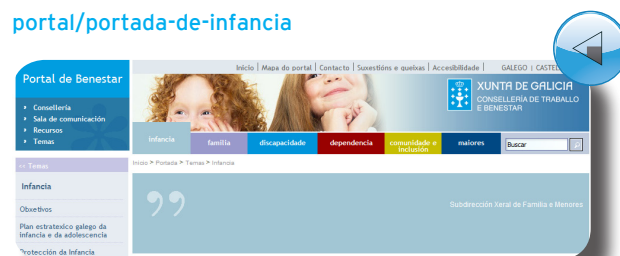 portal/portada-de-infancia
Inicio | Mapa do portal | Contacto | Suxestións e queixas | Accesibilidade | GALEGO | CASTEL
Portal de Benestar
Consellería
Sala de comunicación
Recursos
Temas
XUNTA DE GALICIA
CONSELLERÍA DE TRABALLO
E BENESTAR
infancia
familia
discapacidade
dependencia
comunidade e
inclusión
maiores
Buscar
<< Temas
Inicio > Portada > Temas > Infancia
Infancia
Obxetivos
Plan estratexico galego da
infancia e da adolescencia
Protección da Infancia
”
Subdirección Xeral de Familia e Menores